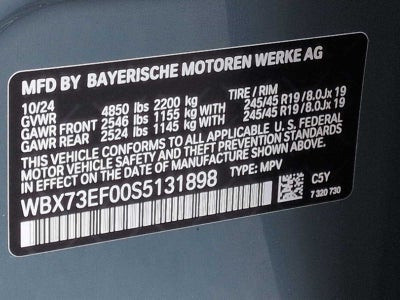 MFD BY BAYERISCHE MOTOREN WERKE AG
10/24 TIRE / RIM
GVWR 4850 lbs 2200 kg
GAWR FRONT 2546 lbs 1155 kg WITH 245/45 R19 / 8.0Jx 19
GAWR REAR 2524 lbs 1145 kg WITH 245/45 R19 / 8.0Jx 19
THIS VEHICLE CONFORMS TO ALL APPLICABLE U.S. FEDERAL
MOTOR VEHICLE SAFETY AND THEFT PREVENTION STANDARDS
IN EFFECT ON THE DATE OF MANUFACTURE SHOWN ABOVE.
WBX73EF00S5131898 TYPE: MPV
C5Y
7 320 730